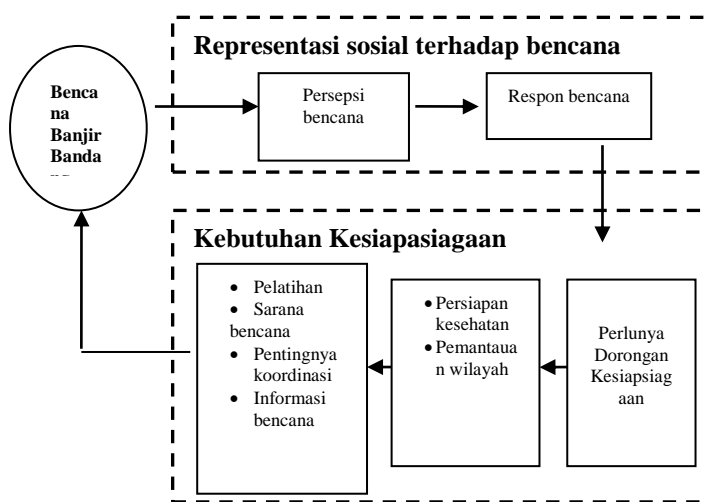 Representasi sosial terhadap bencana
Benca
na
Banjir
Banda
Persepsi
bencana
Respon bencana
Kebutuhan Kesiapasiagaan
• Pelatihan
• Sarana
bencana
• Pentingnya
koordinasi
• Informasi
bencana
• Persiapan
kesehatan
• Pemantaua
n wilayah
Perlunya
Dorongan
Kesiapsiag
aan